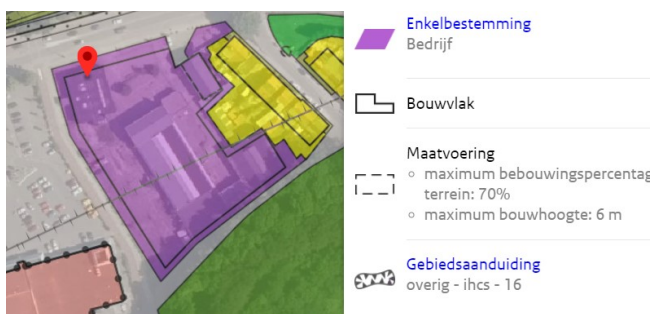 Enkelbestemming
Bedrijf
Bouwvlak
Maatvoering
maximum bebouwingspercentag
terrein: 70%
maximum bouwhoogte: 6 m
Gebiedsaanduiding
overig - ihcs - 16